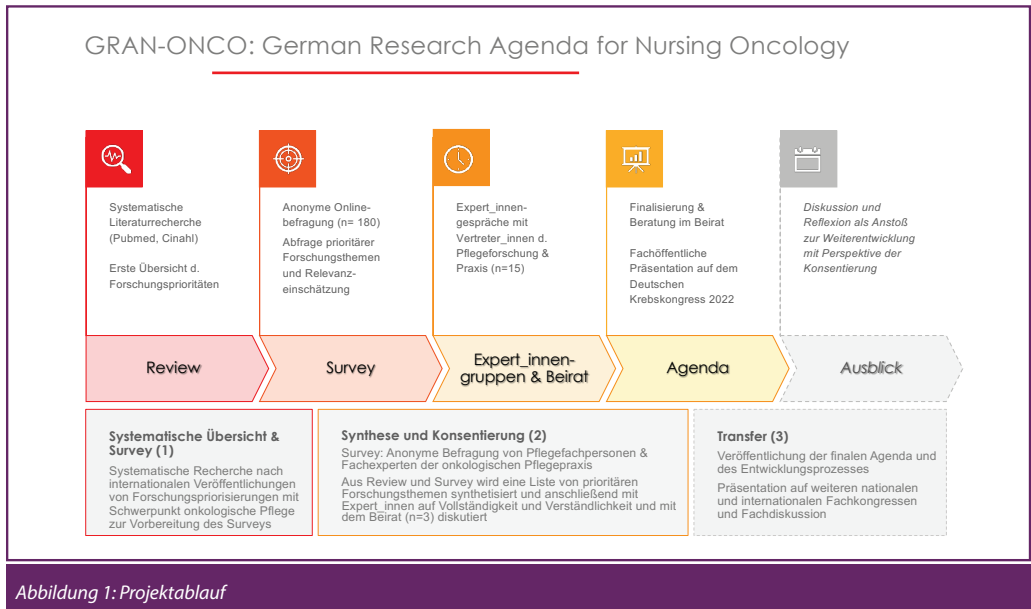 GRAN-ONCO: German Research Agenda for Nursing Oncology
Systematische
Literaturrecherche
(Pubmed, Cinahl)
Erste Übersicht d.
Forschungsprioritäten
Anonyme Online-
befragung (n= 180)
Abfrage prioritärer
Forschungsthemen
und Relevanz-
einschätzung
Expert_innen-
gespräche mit
Vertreter_innen d.
Pflegeforschung &
Praxis (n=15)
Finalisierung &
Beratung im Beirat
Fachöffentliche
Präsentation auf dem
Deutschen
Krebskongress 2022
Diskussion und
Reflexion als Anstoß
zur Weiterentwicklung
mit Perspektive der
Konsentierung
Review
Survey
Expert_innen-
gruppen & Beirat
Agenda
Ausblick
Systematische Übersicht &
Survey (1)
Systematische Recherche nach
internationalen Veröffentlichungen
von Forschungspriorisierungen mit
Schwerpunkt onkologische Pflege
zur Vorbereitung des Surveys
Synthese und Konsentierung (2)
Survey: Anonyme Befragung von Pflegefachpersonen &
Fachexperten der onkologischen Pflegepraxis
Aus Review und Survey wird eine Liste von prioritären
Forschungsthemen synthetisiert und anschließend mit
Expert_innen auf Vollständigkeit und Verständlichkeit und mit
dem Beirat (n=3) diskutiert
Transfer (3)
Veröffentlichung der finalen Agenda und
des Entwicklungsprozesses
Präsentation auf weiteren nationalen
und internationalen Fachkongressen
und Fachdiskussion
Abbildung 1: Projektablauf